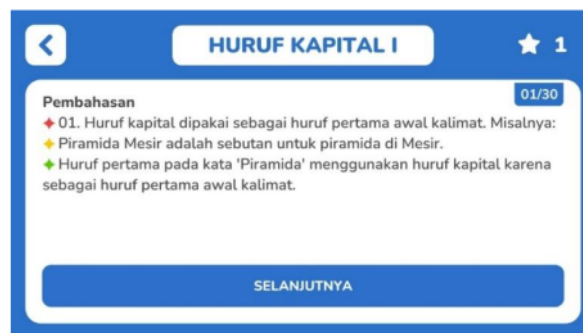 HURUF KAPITAL I
1
01/30
Pembahasan
01. Huruf kapital dipakai sebagai huruf pertama awal kalimat. Misalnya:
Piramida Mesir adalah sebutan untuk piramida di Mesir.
Huruf pertama pada kata 'Piramida' menggunakan huruf kapital karena
sebagai huruf pertama awal kalimat.
SELANJUTNYA